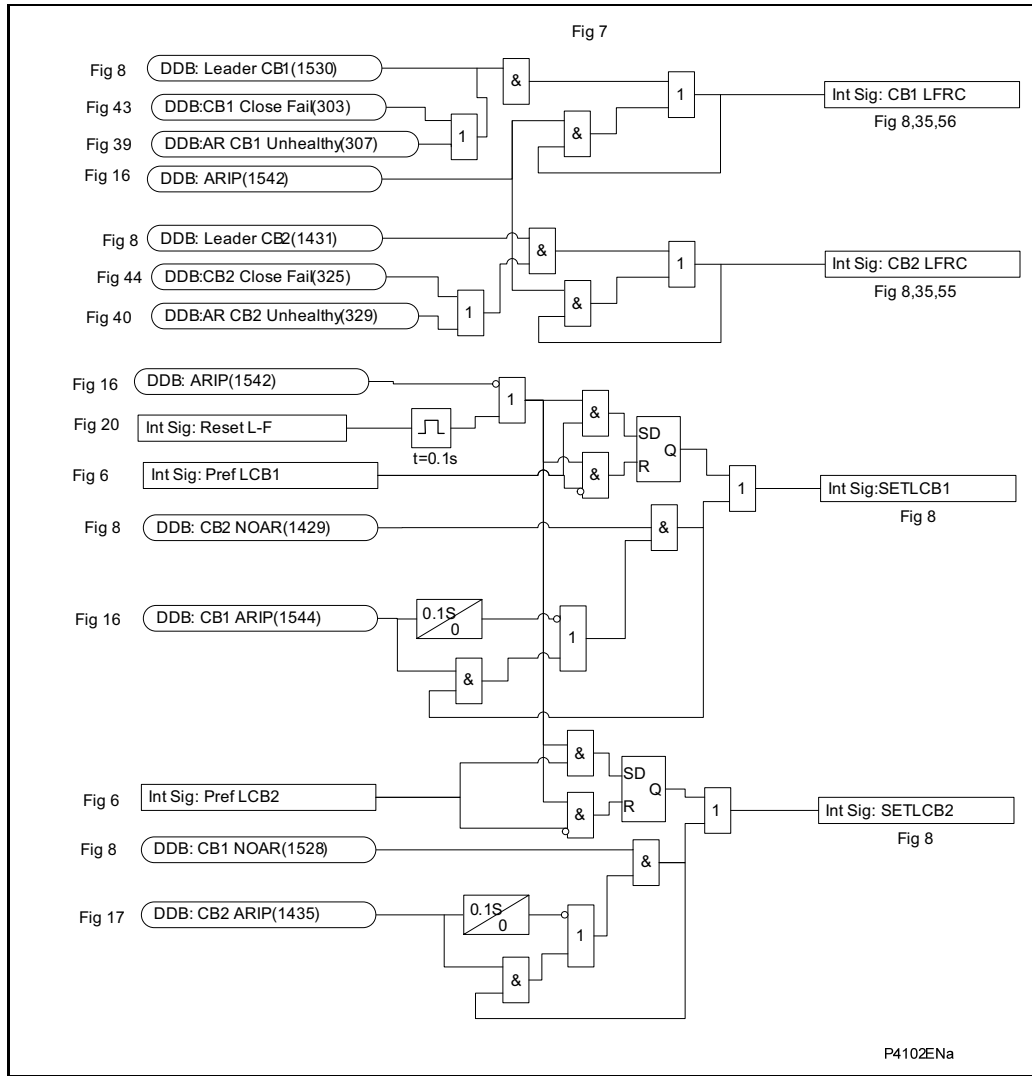 Fig 7
Fig 8 DDB: Leader CB1(1530) & 1 Int Sig: CB1 LFRC
Fig 43 DDB:CB1 Close Fail(303) 1 & Fig 8,35,56
Fig 39 DDB:AR CB1 Unhealthy(307)
Fig 16 DDB: ARIP(1542)
Fig 8 DDB: Leader CB2(1431) & 1 Int Sig: CB2 LFRC
Fig 44 DDB:CB2 Close Fail(325) 1 & Fig 8,35,55
Fig 40 DDB:AR CB2 Unhealthy(329)
Fig 16 DDB: ARIP(1542) 1 &
Fig 20 Int Sig: Reset L-F SD Q
t=0.1s
Fig 6 Int Sig: Pref LCB1 & R 1 Int Sig:SETLCB1
Fig 8 DDB: CB2 NOAR(1429) & Fig 8
Fig 16 DDB: CB1 ARIP(1544) 0.1S 0 1
&
& SD Q
Fig 6 Int Sig: Pref LCB2 & R 1 Int Sig: SETLCB2
Fig 8 DDB: CB1 NOAR(1528) & Fig 8
Fig 17 DDB: CB2 ARIP(1435) 0.1S 0 1
&
P4102ENa